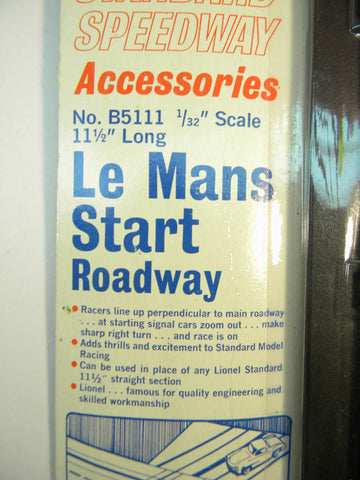 STANDARD
SPEEDWAY
Accessories
No. B5111 1/32" Scale
11½" Long
Le Mans
Start
Roadway
• Racers line up perpendicular to main roadway
. . . at starting signal cars zoom out . . . make
sharp right turn . . . and race is on
• Adds thrills and excitement to Standard Model
Racing
• Can be used in place of any Lionel Standard
11½" straight section
• Lionel . . . famous for quality engineering and
skilled workmanship